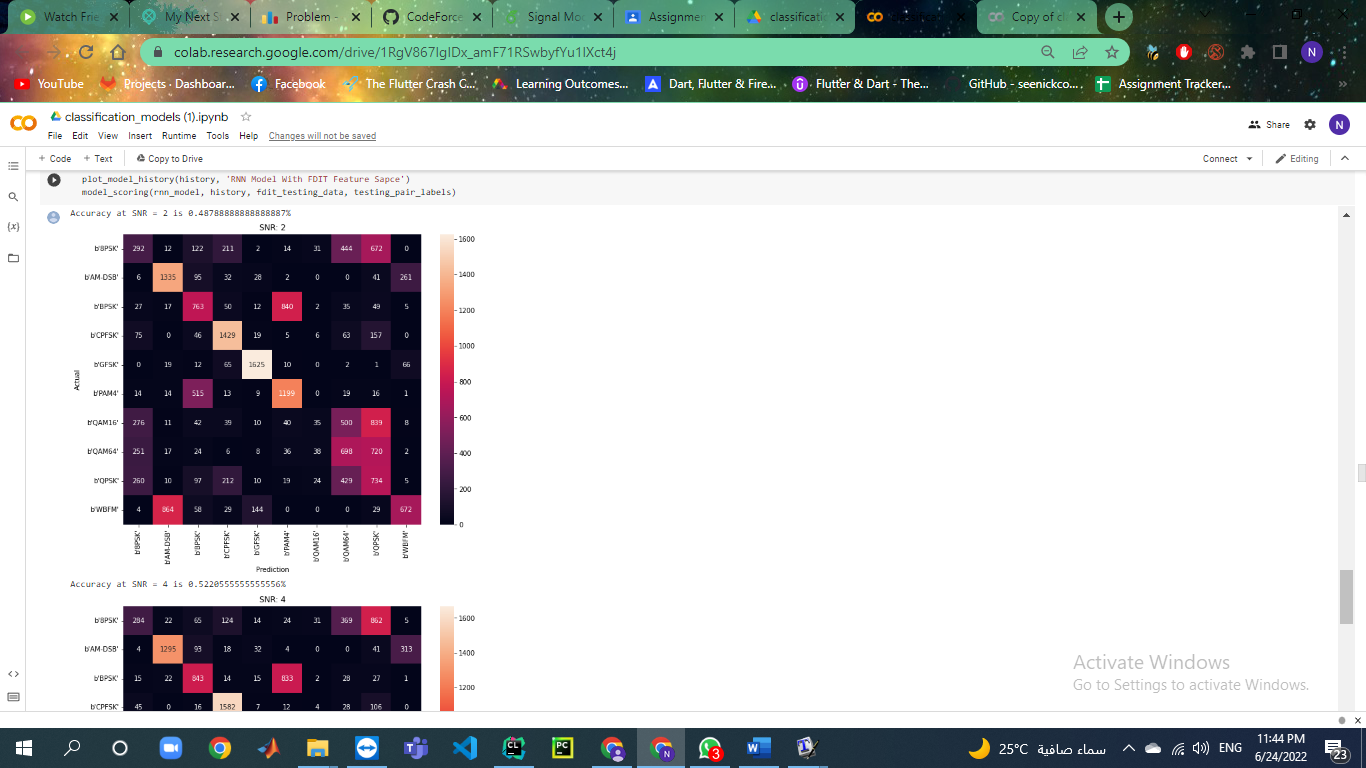 Watch Frie
My Next S
Problem -
CodeForce
Signal Mo
Assignmen
classificatio
Copy of cl
colab.research.google.com/drive/1RgV867IgIDx_amF71RSwbyfYu1lXct4j
N
YouTube
Projects · Dashboar...
Facebook
The Flutter Crash C...
Learning Outcomes...
Dart, Flutter & Fire...
Flutter & Dart - The...
GitHub - seenickco...
Assignment Tracker...
classification_models (1).ipynb
File Edit View Insert Runtime Tools Help Changes will not be saved
Share
N
+ Code + Text Copy to Drive
Connect
Editing
plot_model_history(history, 'RNN Model With FDIT Feature Sapce')
model_scoring(rnn_model, history, fdit_testing_data, testing_pair_labels)
Accuracy at SNR = 2 is 0.48788888888888887%
SNR: 2
b'8PSK' 292 12 122 211 2 14 31 444 672 0
b'AM-DSB' 6 1335 95 32 28 2 0 0 41 261
b'BPSK' 27 17 763 50 12 840 2 35 49 5
b'CPFSK' 75 0 46 1429 19 5 6 63 157 0
b'GFSK' 0 19 12 65 1625 10 0 2 1 66
b'PAM4' 14 14 515 13 9 1199 0 19 16 1
b'QAM16' 276 11 42 39 10 40 35 500 839 8
b'QAM64' 251 17 24 6 8 36 38 698 720 2
b'QPSK' 260 10 97 212 10 19 24 429 734 5
b'WBFM' 4 864 58 29 144 0 0 0 29 672
Actual
b'8PSK' b'AM-DSB' b'BPSK' b'CPFSK' b'GFSK' b'PAM4' b'QAM16' b'QAM64' b'QPSK' b'WBFM'
Prediction
1600
1400
1200
1000
800
600
400
200
0
Accuracy at SNR = 4 is 0.5220555555555556%
SNR: 4
b'8PSK' 284 22 65 124 14 24 31 369 862 5
b'AM-DSB' 4 1295 93 18 32 4 0 0 41 313
b'BPSK' 15 22 843 14 15 833 2 28 27 1
b'CPFSK' 45 0 16 1582 7 12 4 28 106 0
1600
1400
1200
Activate Windows
Go to Settings to activate Windows.
3
25°C سماء صافية
ENG
11:44 PM
6/24/2022
23